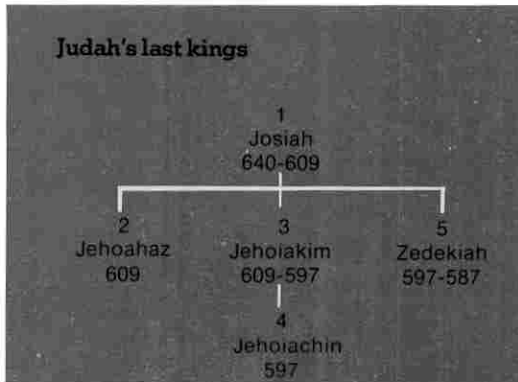 Judah's last kings
1
Josiah
640-609
2
Jehoahaz
609
3
Jehoiakim
609-597
5
Zedekiah
597-587
4
Jehoiachin
597